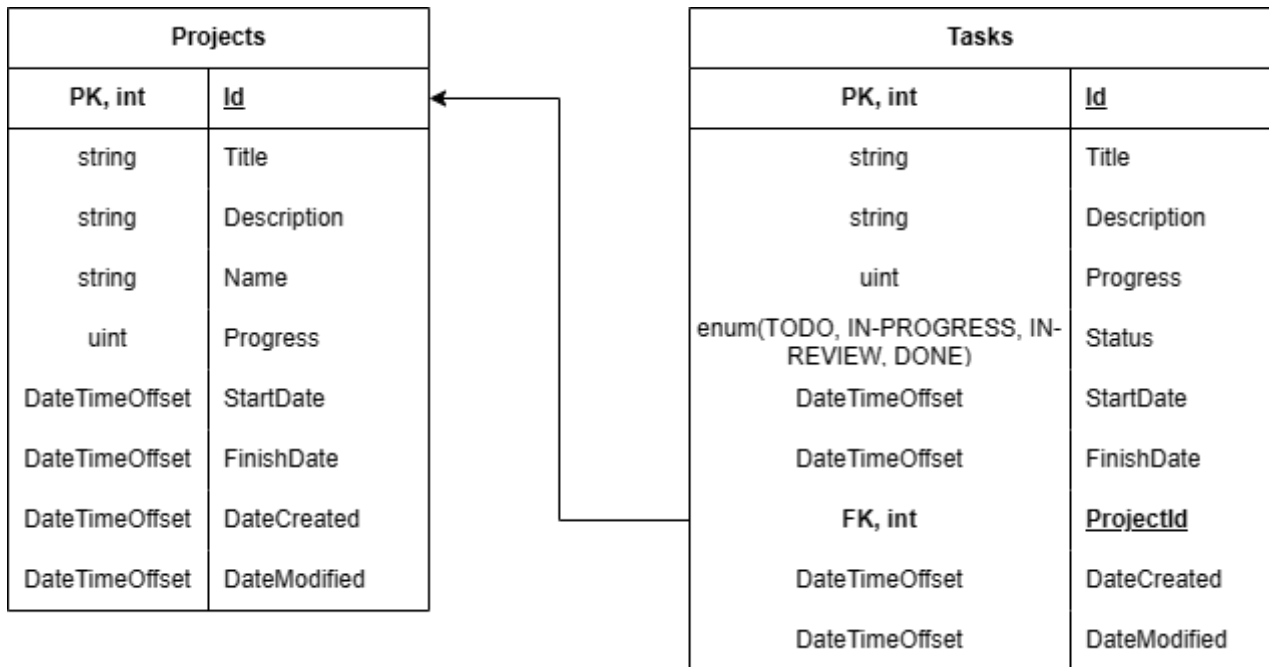 Projects
PK, int Id
string Title
string Description
string Name
uint Progress
DateTimeOffset StartDate
DateTimeOffset FinishDate
DateTimeOffset DateCreated
DateTimeOffset DateModified
Tasks
PK, int Id
string Title
string Description
uint Progress
enum(TODO, IN-PROGRESS, IN-
REVIEW, DONE) Status
DateTimeOffset StartDate
DateTimeOffset FinishDate
FK, int ProjectId
DateTimeOffset DateCreated
DateTimeOffset DateModified